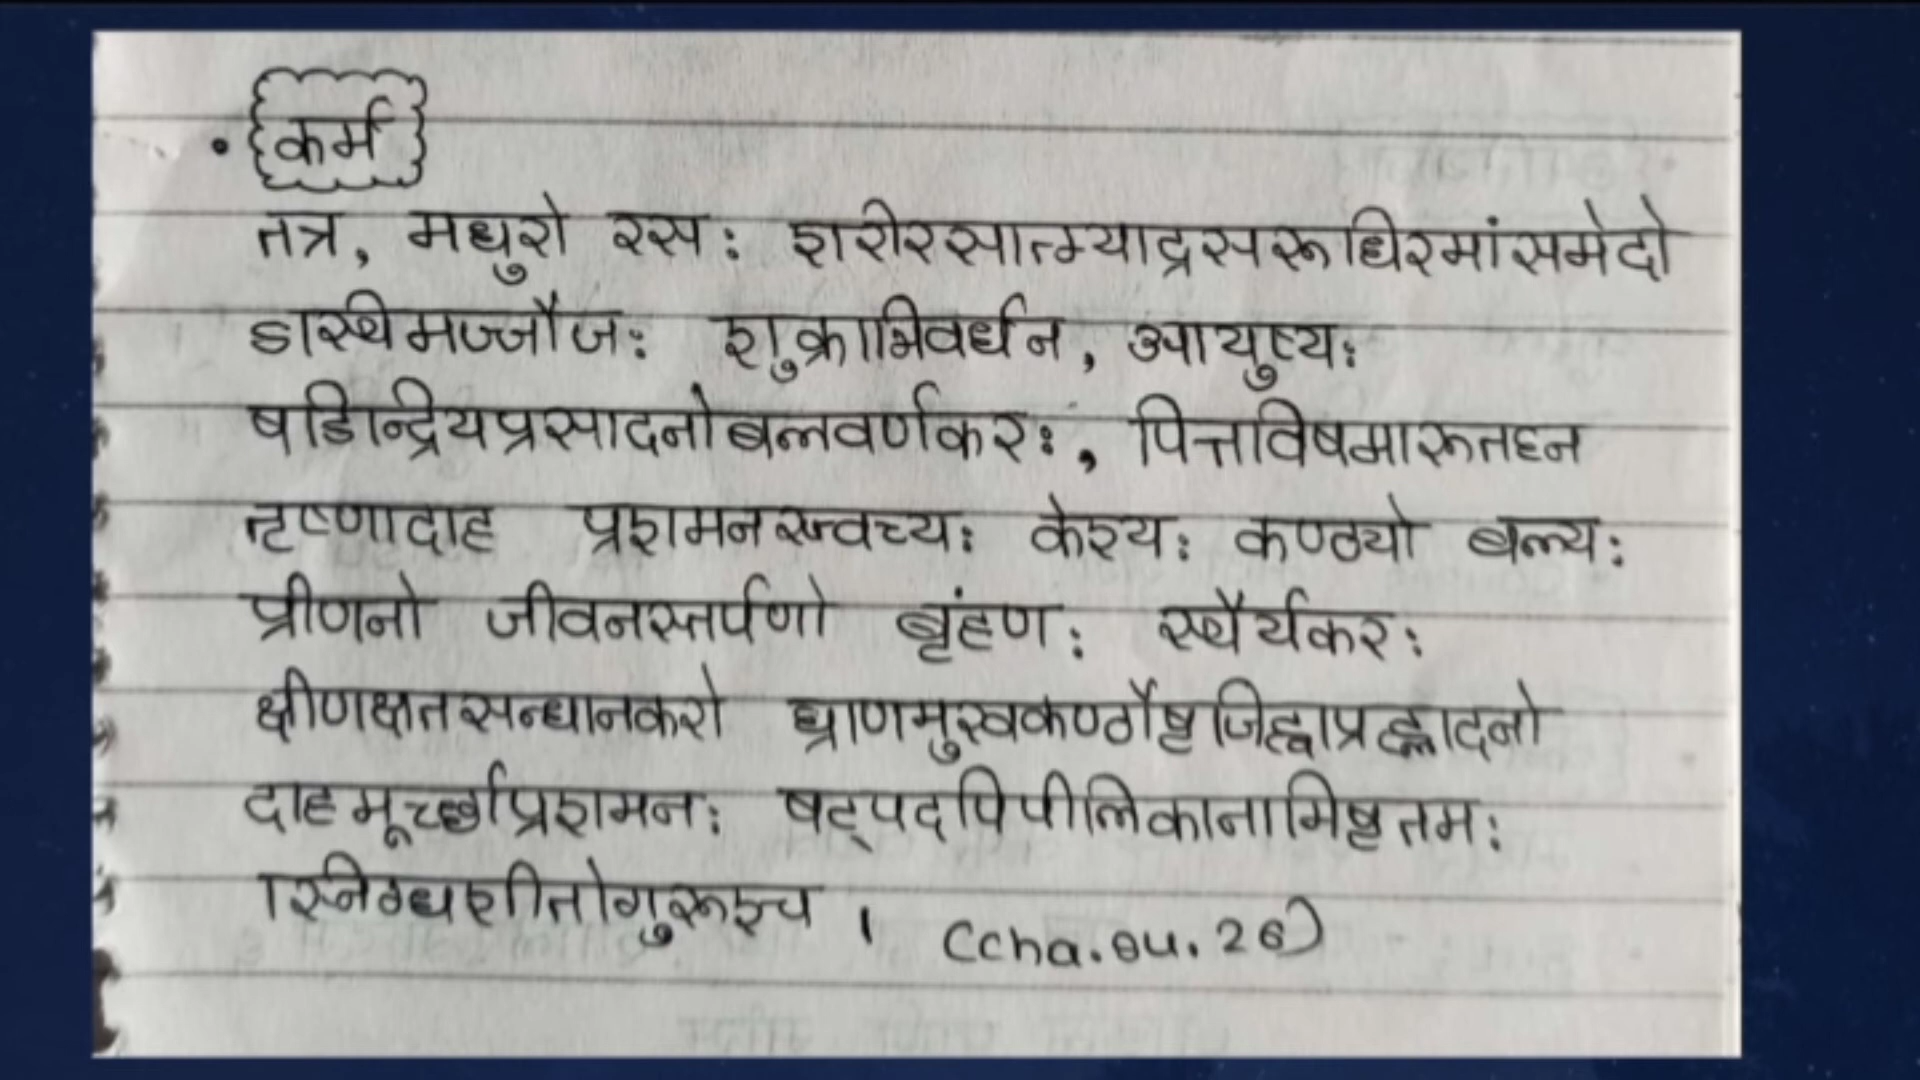 • कर्म
तत्र, मधुरो रसः शरीरसात्म्याद्रसरूधिरमांसमेदो
ऽास्थिमज्जौजः शुक्राभिवर्धन, आयुष्यः
षडिन्द्रियप्रसादनोबलवर्णकरः, पित्तविषमारूतघ्न
तृष्णादाह प्रशमनस्त्वच्यः केश्यः कण्ठ्यो बल्यः
प्रीणनो जीवनस्तर्पणो बृंहणः स्थैर्यकरः
क्षीणक्षतसन्धानकरो घ्राणमुखकण्ठौष्ठजिह्वाप्रह्लादनो
दाहमूर्च्छाप्रशमनः षट्पदपिपीलिकानामिष्टतमः
स्निग्धशीतोगुरूश्च । (cha.su.26)